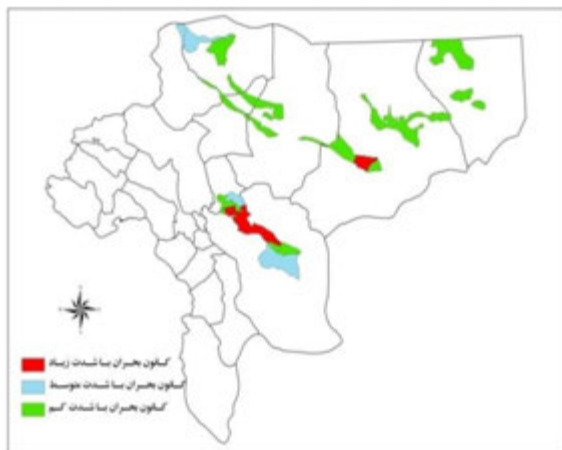 کانون بحران با شدت زیاد
کانون بحران با شدت متوسط
کانون بحران با شدت کم